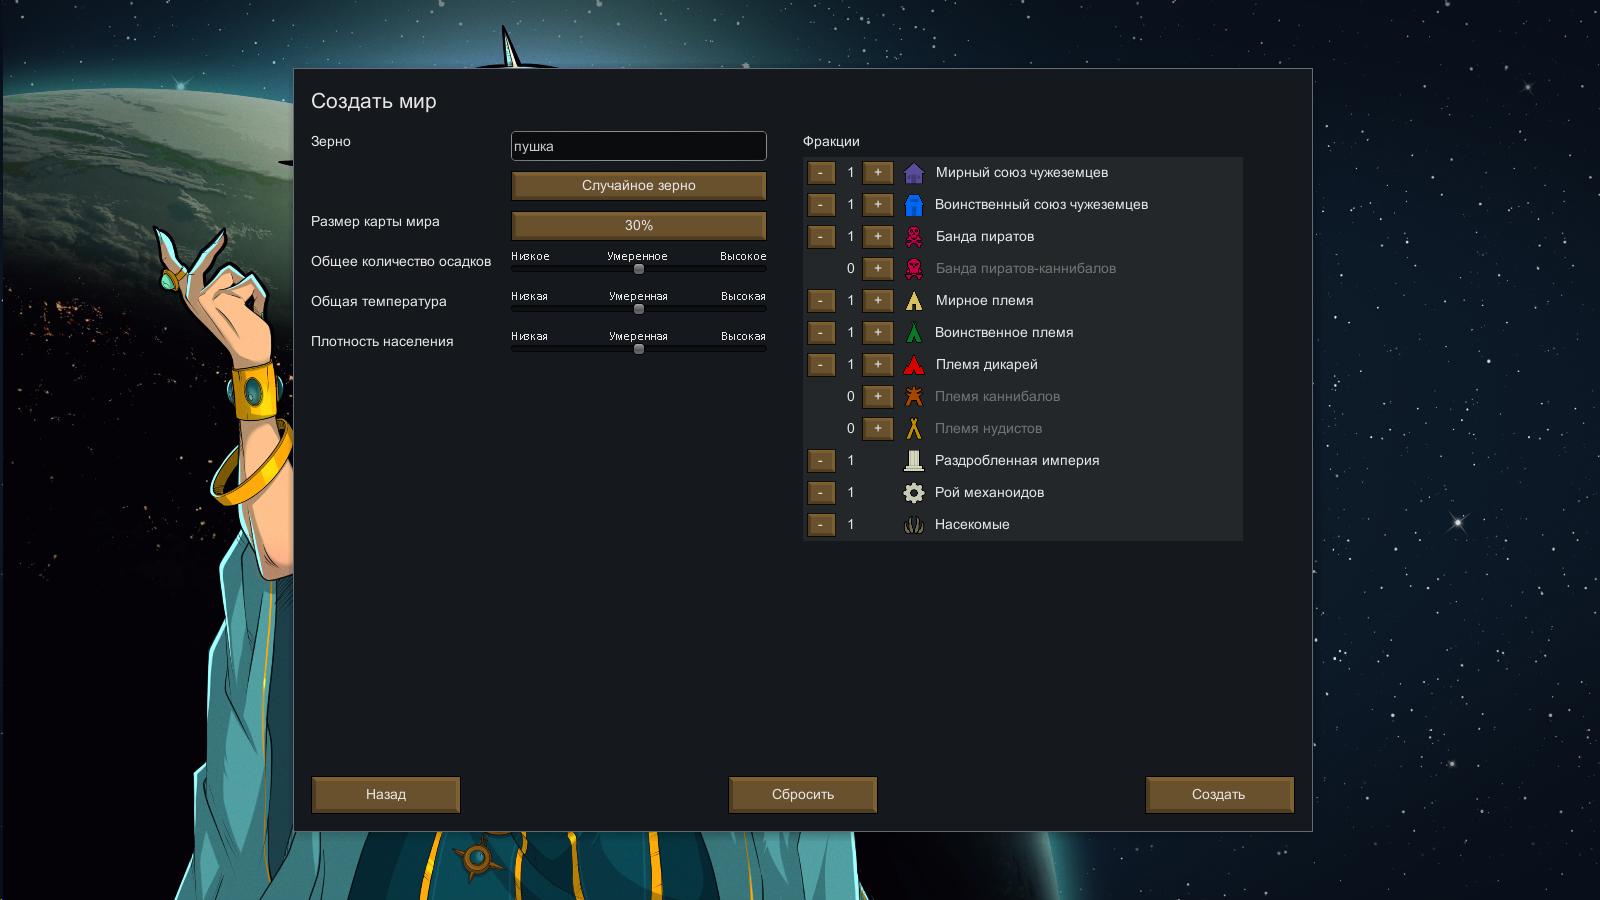 Создать мир
Зерно
пушка
Случайное зерно
Размер карты мира
30%
Общее количество осадков
Низкое Умеренное Высокое
Общая температура
Низкая Умеренная Высокая
Плотность населения
Низкая Умеренная Высокая
Фракции
- 1 + Мирный союз чужеземцев
- 1 + Воинственный союз чужеземцев
- 1 + Банда пиратов
0 + Банда пиратов-каннибалов
- 1 + Мирное племя
- 1 + Воинственное племя
- 1 + Племя дикарей
0 + Племя каннибалов
0 + Племя нудистов
- 1 Раздробленная империя
- 1 Рой механоидов
- 1 Насекомые
Назад
Сбросить
Создать